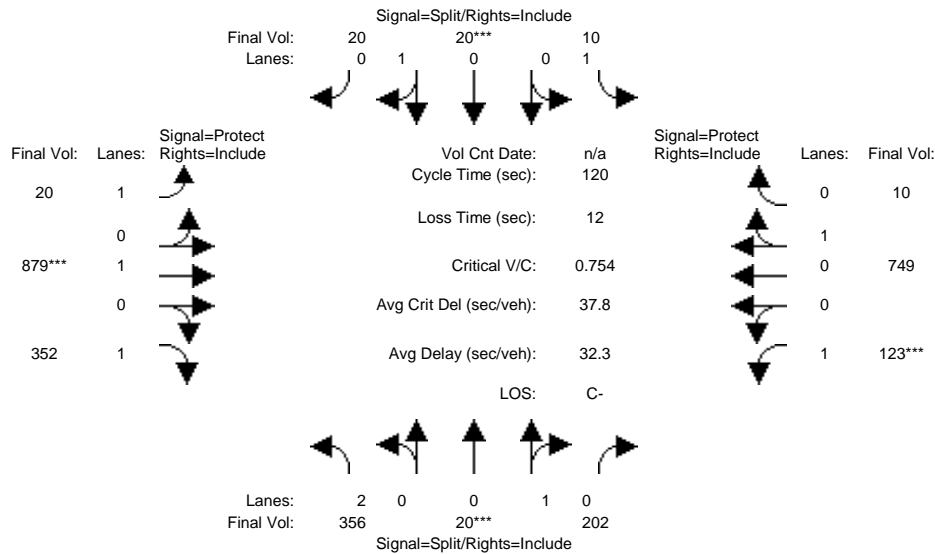 Signal=Split/Rights=Include
Final Vol: 20 20*** 10
Lanes: 0 1 0 0 1
Signal=Protect Signal=Protect
Final Vol: Lanes: Rights=Include Vol Cnt Date: n/a Rights=Include Lanes: Final Vol:
Cycle Time (sec): 120
20 1 0 10
Loss Time (sec): 12
0 1
879*** 1 Critical V/C: 0.754 0 749
0 Avg Crit Del (sec/veh): 37.8 0
352 1 Avg Delay (sec/veh): 32.3 1 123***
LOS: C-
Lanes: 2 0 0 1 0
Final Vol: 356 20*** 202
Signal=Split/Rights=Include